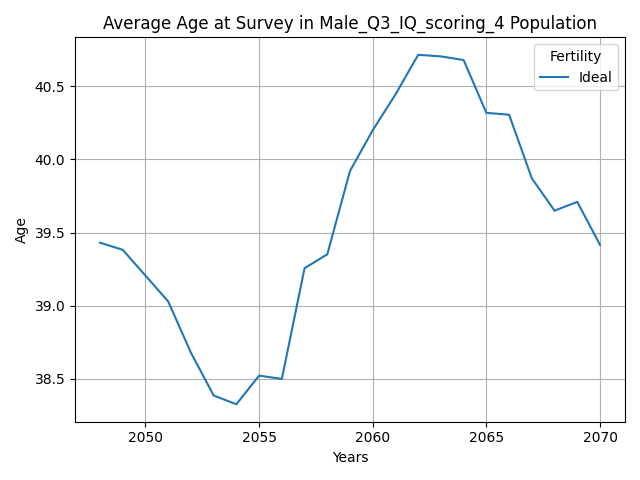 Average Age at Survey in Male_Q3_IQ_scoring_4 Population
Fertility
Ideal
40.5
40.0
39.5
39.0
38.5
Age
2050 2055 2060 2065 2070
Years